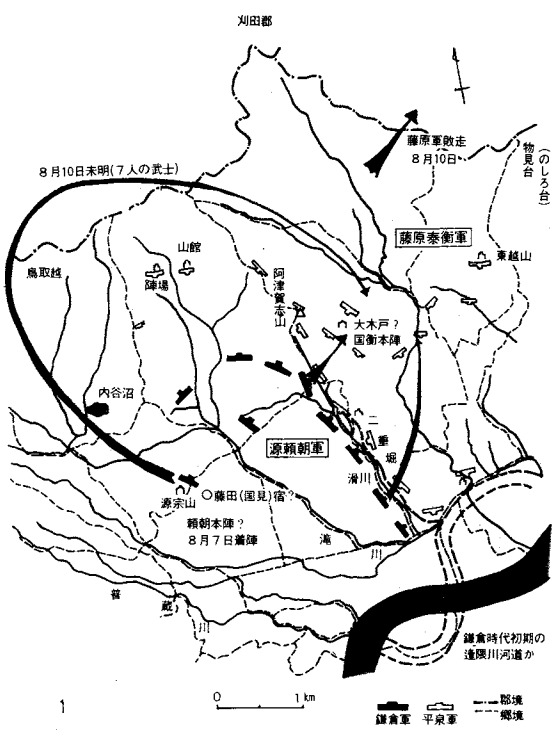 刈田郡
藤原軍敗走
8月10日
物見台
(のしろ台)
8月10日未明(7人の武士)
藤原泰衡軍
東越山
山館
陣場
鳥取越
阿津賀志山
大木戸?
国衡本陣
内谷沼
二重堀
源頼朝軍
滑川
源宗山
藤田(国見)宿?
頼朝本陣?
8月7日着陣
滝川
普蔵川
鎌倉時代初期の
逢隈川河道か
0 1km
鎌倉軍
平泉軍
郡境
郷境